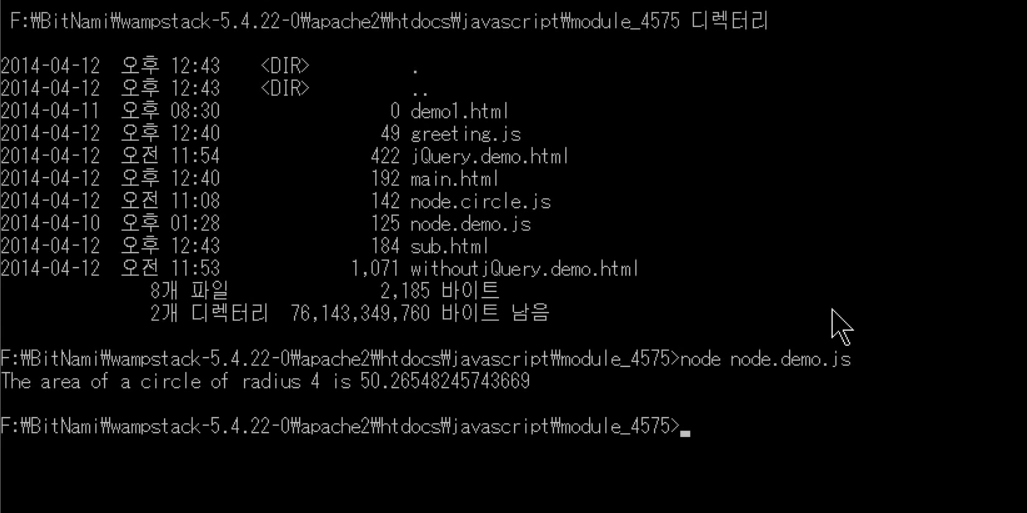 F:₩BitNami₩wampstack-5.4.22-0₩apache2₩htdocs₩javascript₩module_4575 디렉터리
2014-04-12 오후 12:43 <DIR> .
2014-04-12 오후 12:43 <DIR> ..
2014-04-11 오후 08:30 0 demo1.html
2014-04-12 오후 12:40 49 greeting.js
2014-04-12 오전 11:54 422 jQuery.demo.html
2014-04-12 오후 12:40 192 main.html
2014-04-12 오전 11:08 142 node.circle.js
2014-04-10 오후 01:28 125 node.demo.js
2014-04-12 오후 12:43 184 sub.html
2014-04-12 오전 11:53 1,071 withoutjQuery.demo.html
8개 파일 2,185 바이트
2개 디렉터리 76,143,349,760 바이트 남음
F:₩BitNami₩wampstack-5.4.22-0₩apache2₩htdocs₩javascript₩module_4575>node node.demo.js
The area of a circle of radius 4 is 50.26548245743669
F:₩BitNami₩wampstack-5.4.22-0₩apache2₩htdocs₩javascript₩module_4575>